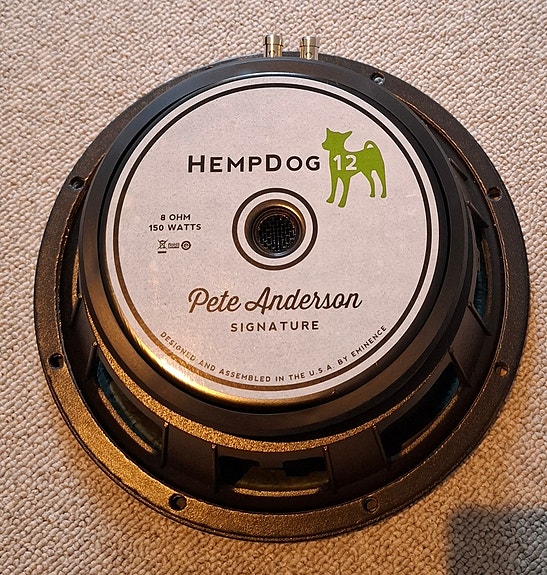 HEMPDOG 12
8 OHM
150 WATTS
Pete Anderson
SIGNATURE
DESIGNED AND ASSEMBLED IN THE U.S.A. BY EMINENCE